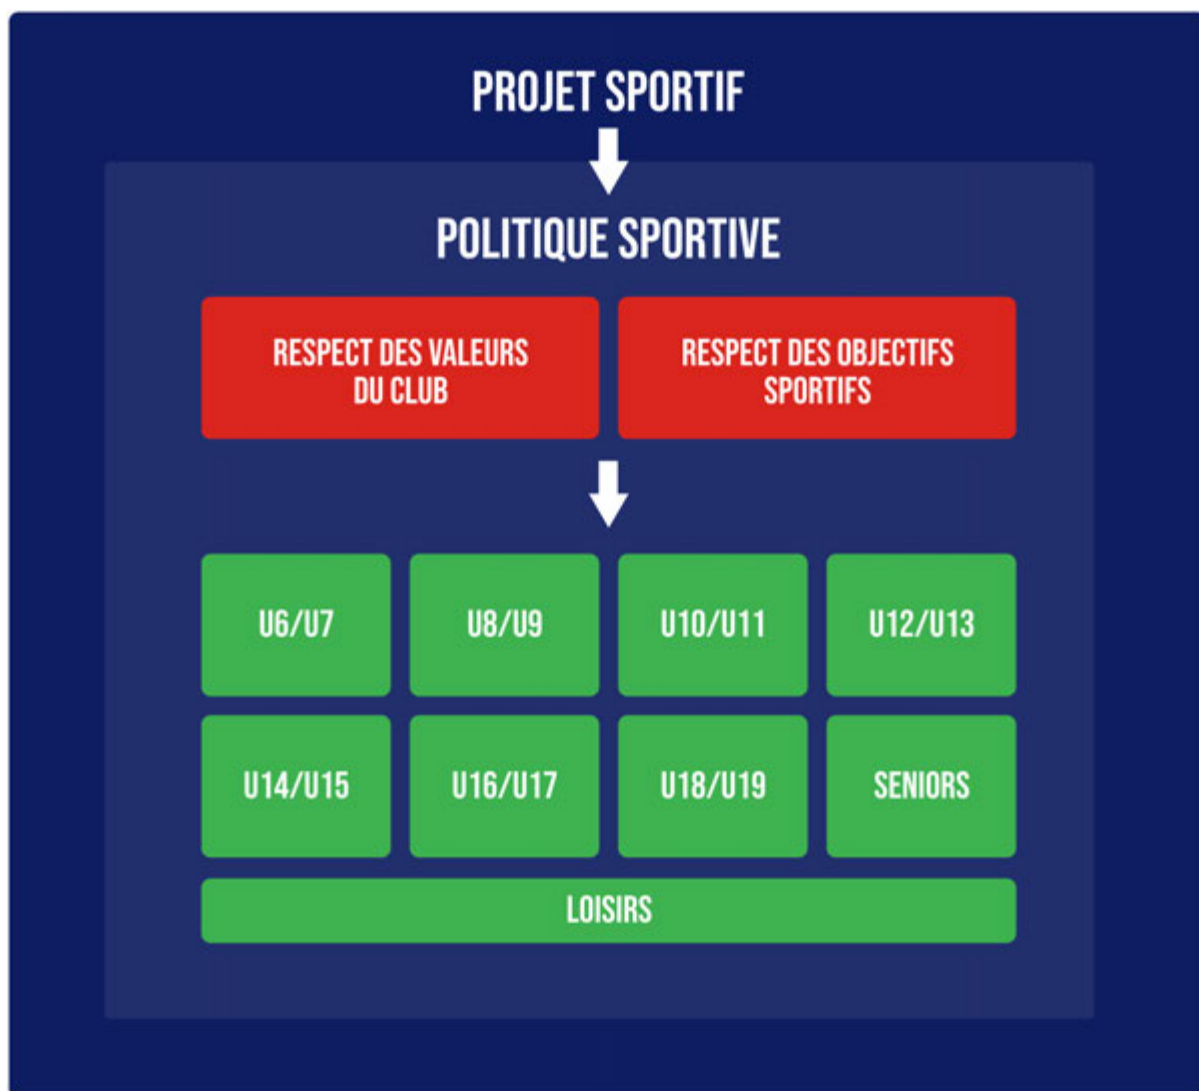 PROJET SPORTIF
POLITIQUE SPORTIVE
RESPECT DES VALEURS
DU CLUB
RESPECT DES OBJECTIFS
SPORTIFS
U6/U7
U8/U9
U10/U11
U12/U13
U14/U15
U16/U17
U18/U19
SENIORS
LOISIRS